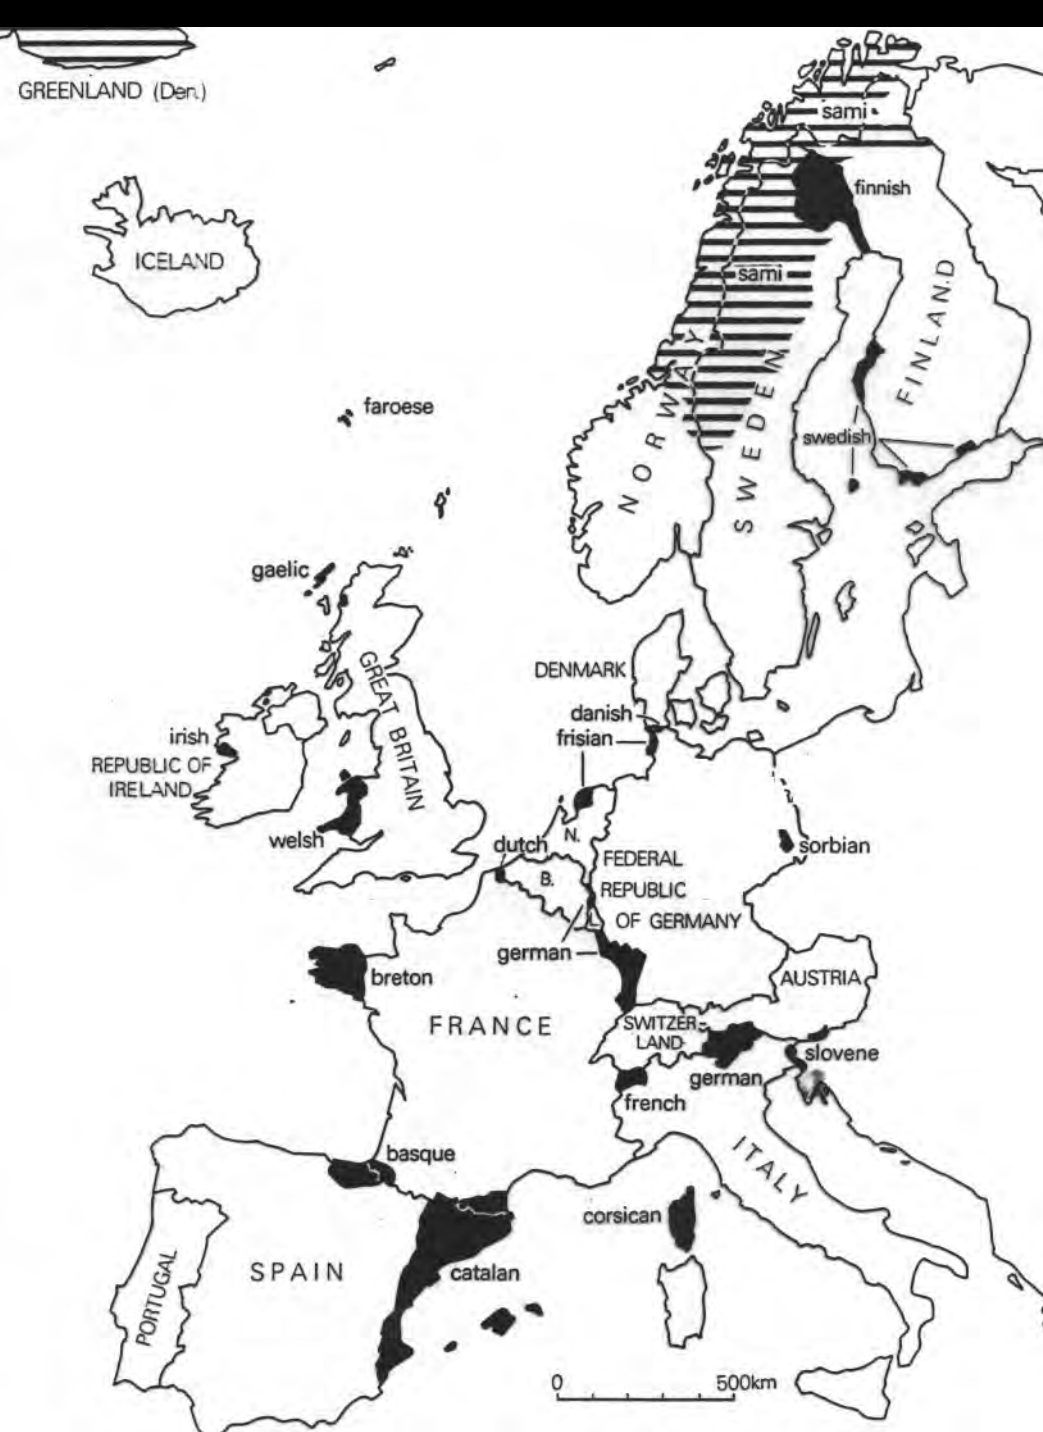 GREENLAND (Den.)
sami
finnish
ICELAND
sami
FINLAND
faroese
NORWAY
SWEDEN
swedish
gaelic
GREAT BRITAIN
DENMARK
danish
frisian
irish
REPUBLIC OF
IRELAND
welsh
N.
dutch
sorbian
B.
FEDERAL
REPUBLIC
OF GERMANY
L.
german
breton
AUSTRIA
FRANCE
SWITZER-
LAND
slovene
german
french
basque
ITALY
corsican
SPAIN
catalan
PORTUGAL
0 500km